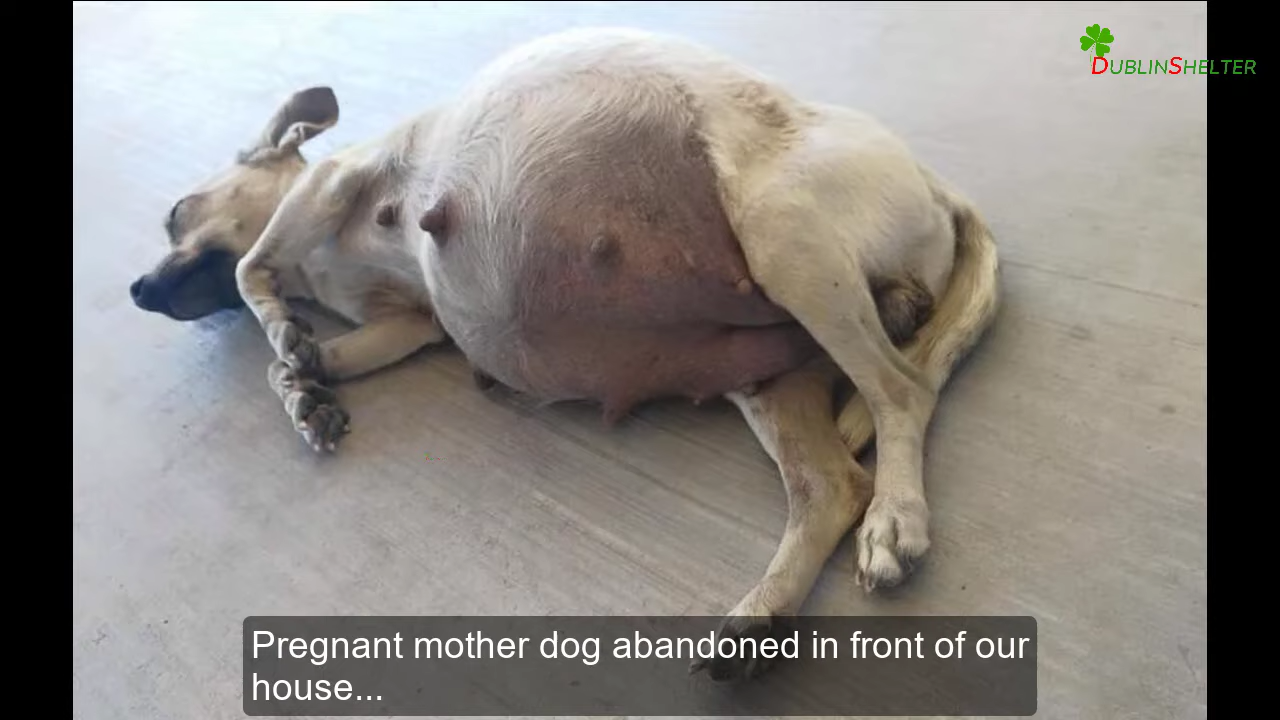 DUBLINSHELTER
Pregnant mother dog abandoned in front of our
house...